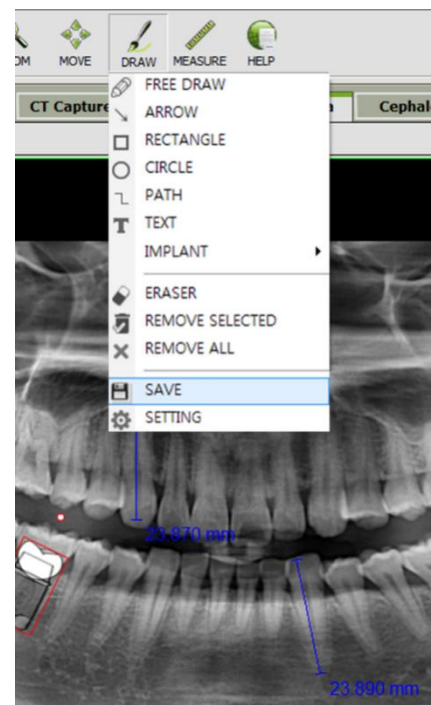 MOVE DRAW MEASURE HELP
CT Capture Cephal
FREE DRAW
ARROW
RECTANGLE
CIRCLE
PATH
TEXT
IMPLANT
ERASER
REMOVE SELECTED
REMOVE ALL
SAVE
SETTING
23.870 mm
23.890 mm